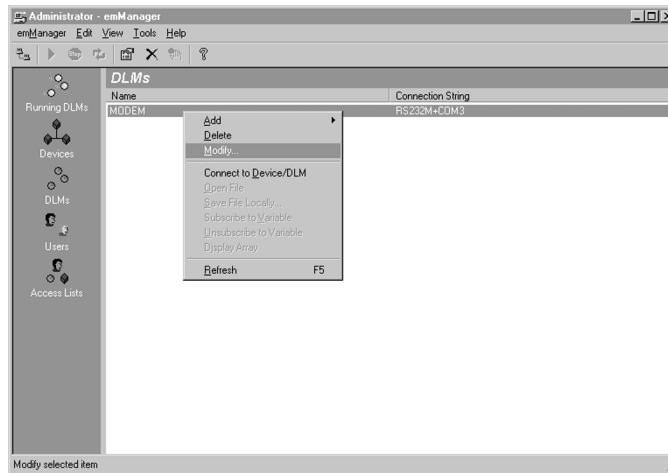 Administrator - emManager
emManager Edit View Tools Help
Stop
DLMs
Name Connection String
MODEM RS232M+COM3
Running DLMs
Devices
DLMs
Users
Access Lists
Add
Delete
Modify...
Connect to Device/DLM
Open File
Save File Locally...
Subscribe to Variable
Unsubscribe to Variable
Display Array
Refresh F5
Modify selected item